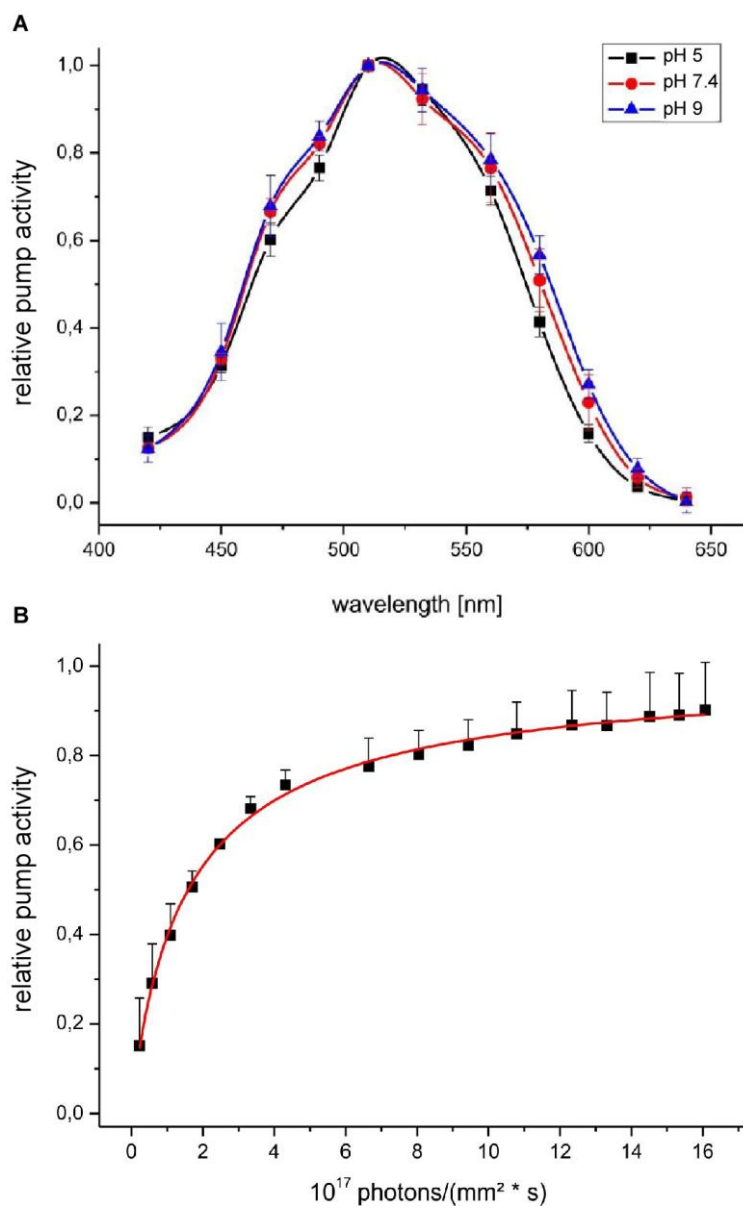 A
pH 5
pH 7.4
pH 9
1,0
0,8
0,6
0,4
0,2
0,0
relative pump activity
400 450 500 550 600 650
wavelength [nm]
B
1,0
0,8
0,6
0,4
0,2
0,0
relative pump activity
0 2 4 6 8 10 12 14 16
10¹⁷ photons/(mm² * s)